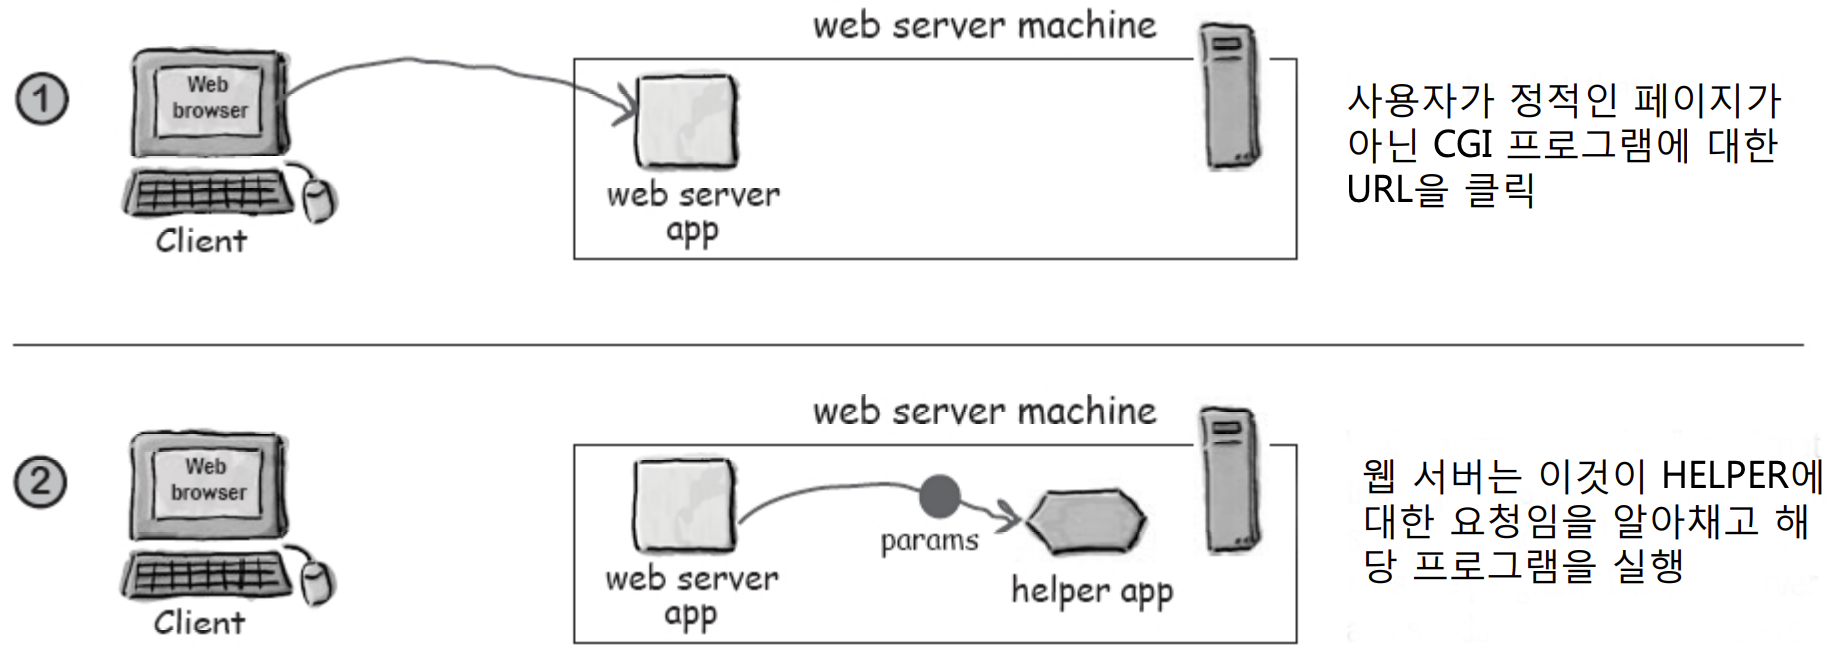 web server machine
1
Web
browser
사용자가 정적인 페이지가
아닌 CGI 프로그램에 대한
URL을 클릭
web server
app
Client
web server machine
2
Web
browser
웹 서버는 이것이 HELPER에
대한 요청임을 알아채고 해
당 프로그램을 실행
params
web server
app
helper app
Client